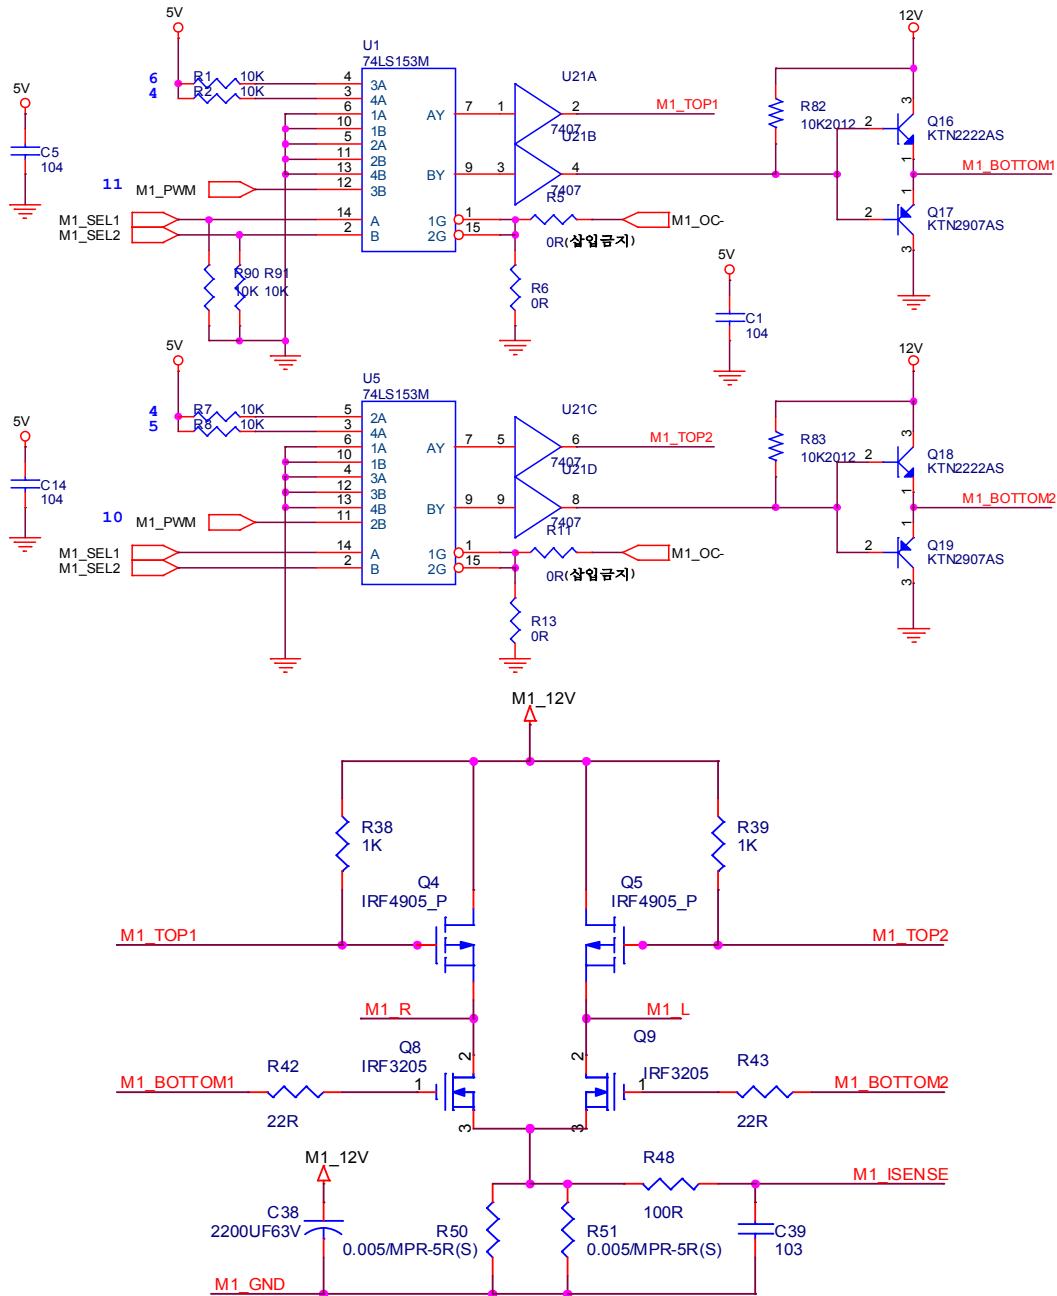 5V
12V
U1
74LS153M
U21A
6 R1 10K
4 R2 10K
5V
C5
104
4 3A
3 4A
6 1A
10 1B
5 2A
11 2B
13 4B
12 3B
14 A
2 B
AY 7
BY 9
1G 1
2G 15
1 2
7407
U21B
3 4
7407
M1_TOP1
R82
10K2012
3
2
Q16
KTN2222AS
1
M1_BOTTOM1
1
2
Q17
KTN2907AS
3
11 M1_PWM
M1_SEL1
M1_SEL2
R5
0R(삽입금지)
M1_OC-
R90 R91
10K 10K
R6
0R
5V
C1
104
5V
12V
U5
74LS153M
U21C
4 R7 10K
5 R8 10K
5V
C14
104
5 2A
3 4A
6 1A
10 1B
4 3A
12 3B
13 4B
11 2B
14 A
2 B
AY 7
BY 9
1G 1
2G 15
5 6
7407
U21D
9 8
7407
M1_TOP2
R83
10K2012
3
2
Q18
KTN2222AS
1
M1_BOTTOM2
1
2
Q19
KTN2907AS
3
10 M1_PWM
M1_SEL1
M1_SEL2
R11
0R(삽입금지)
M1_OC-
R13
0R
M1_12V
R38
1K
R39
1K
Q4
IRF4905_P
Q5
IRF4905_P
M1_TOP1
M1_TOP2
M1_R
M1_L
Q8
IRF3205
Q9
IRF3205
2
2
M1_BOTTOM1
R42
22R
1
1
R43
22R
M1_BOTTOM2
3
3
M1_12V
R48
100R
M1_ISENSE
C38
2200UF63V
R50
0.005/MPR-5R(S)
R51
0.005/MPR-5R(S)
C39
103
M1_GND